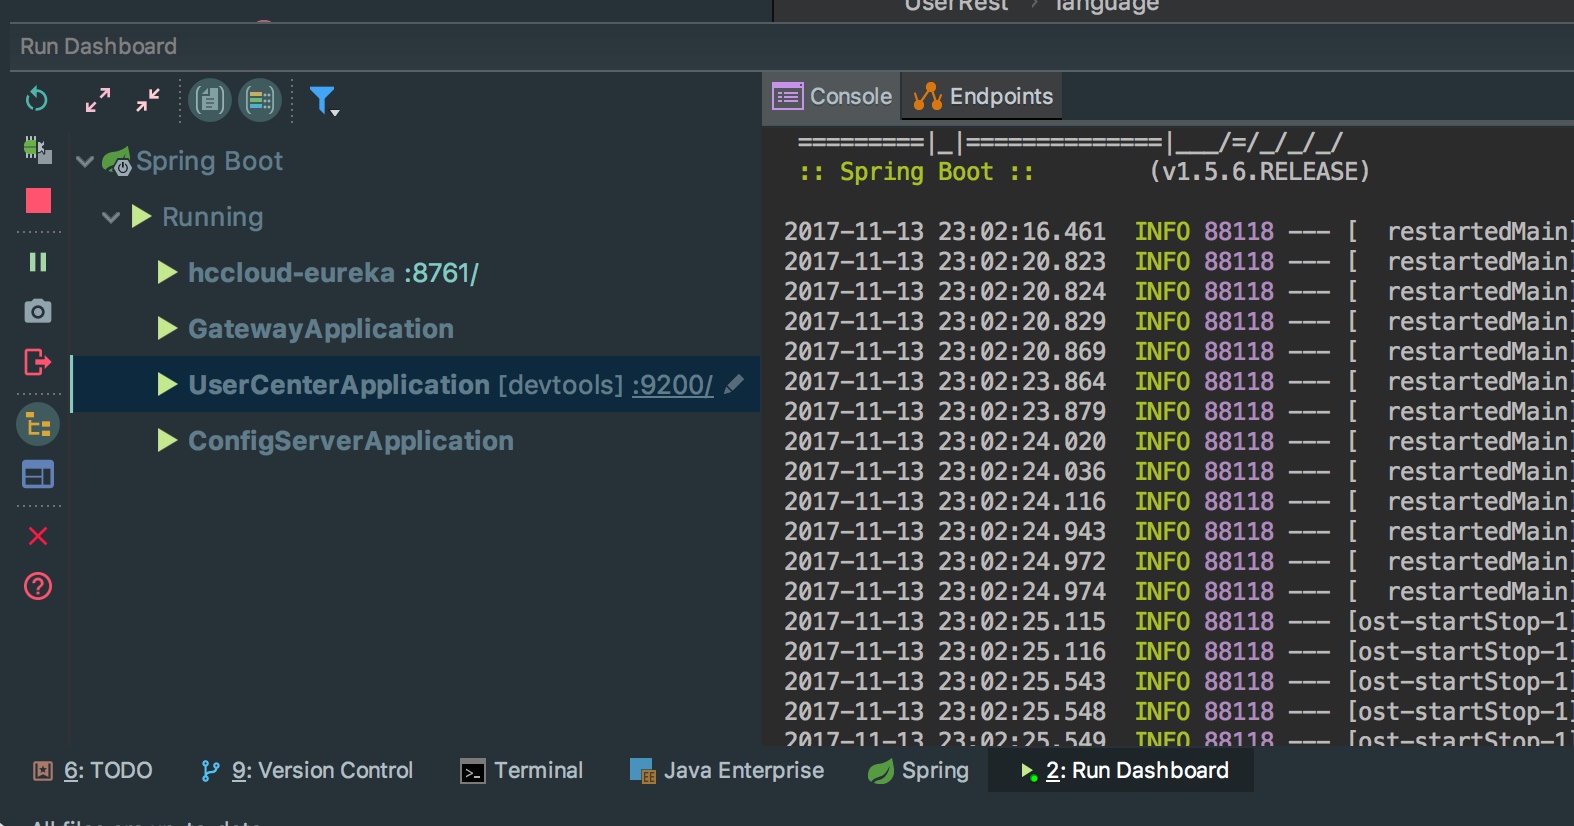 UserRest › language
Run Dashboard
Console
Endpoints
Spring Boot
Running
hccloud-eureka :8761/
GatewayApplication
UserCenterApplication [devtools] :9200/
ConfigServerApplication
=========|_|==============|___/=/_/_/_/
:: Spring Boot ::        (v1.5.6.RELEASE)
2017-11-13 23:02:16.461  INFO 88118 --- [  restartedMain]
2017-11-13 23:02:20.823  INFO 88118 --- [  restartedMain]
2017-11-13 23:02:20.824  INFO 88118 --- [  restartedMain]
2017-11-13 23:02:20.829  INFO 88118 --- [  restartedMain]
2017-11-13 23:02:20.869  INFO 88118 --- [  restartedMain]
2017-11-13 23:02:23.864  INFO 88118 --- [  restartedMain]
2017-11-13 23:02:23.879  INFO 88118 --- [  restartedMain]
2017-11-13 23:02:24.020  INFO 88118 --- [  restartedMain]
2017-11-13 23:02:24.036  INFO 88118 --- [  restartedMain]
2017-11-13 23:02:24.116  INFO 88118 --- [  restartedMain]
2017-11-13 23:02:24.943  INFO 88118 --- [  restartedMain]
2017-11-13 23:02:24.972  INFO 88118 --- [  restartedMain]
2017-11-13 23:02:24.974  INFO 88118 --- [  restartedMain]
2017-11-13 23:02:25.115  INFO 88118 --- [ost-startStop-1]
2017-11-13 23:02:25.116  INFO 88118 --- [ost-startStop-1]
2017-11-13 23:02:25.543  INFO 88118 --- [ost-startStop-1]
2017-11-13 23:02:25.548  INFO 88118 --- [ost-startStop-1]
2017-11-13 23:02:25.549  INFO 88118 --- [ost-startStop-1]
6: TODO
9: Version Control
Terminal
Java Enterprise
Spring
2: Run Dashboard